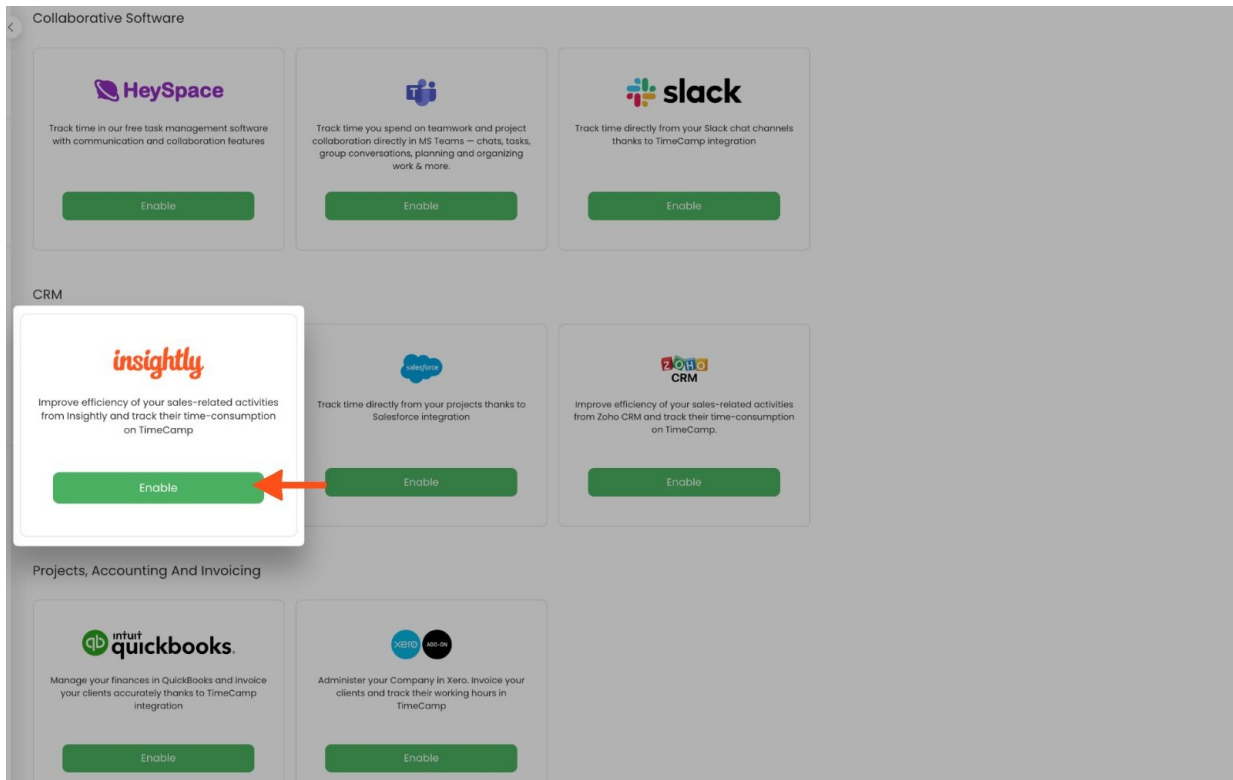 Collaborative Software
HeySpace
Track time in our free task management software
with communication and collaboration features
Enable
Track time you spend on teamwork and project
collaboration directly in MS Teams — chats, tasks,
group conversations, planning and organizing
work & more.
Enable
slack
Track time directly from your Slack chat channels
thanks to TimeCamp integration
Enable
CRM
insightly
Improve efficiency of your sales-related activities
from Insightly and track their time-consumption
on TimeCamp
Enable
salesforce
Track time directly from your projects thanks to
Salesforce integration
Enable
ZOHO
CRM
Improve efficiency of your sales-related activities
from Zoho CRM and track their time-consumption
on TimeCamp.
Enable
Projects, Accounting And Invoicing
qb intuit quickbooks.
Manage your finances in QuickBooks and invoice
your clients accurately thanks to TimeCamp
integration
Enable
xero ADD-ON
Administer your Company in Xero. Invoice your
clients and track their working hours in
TimeCamp
Enable